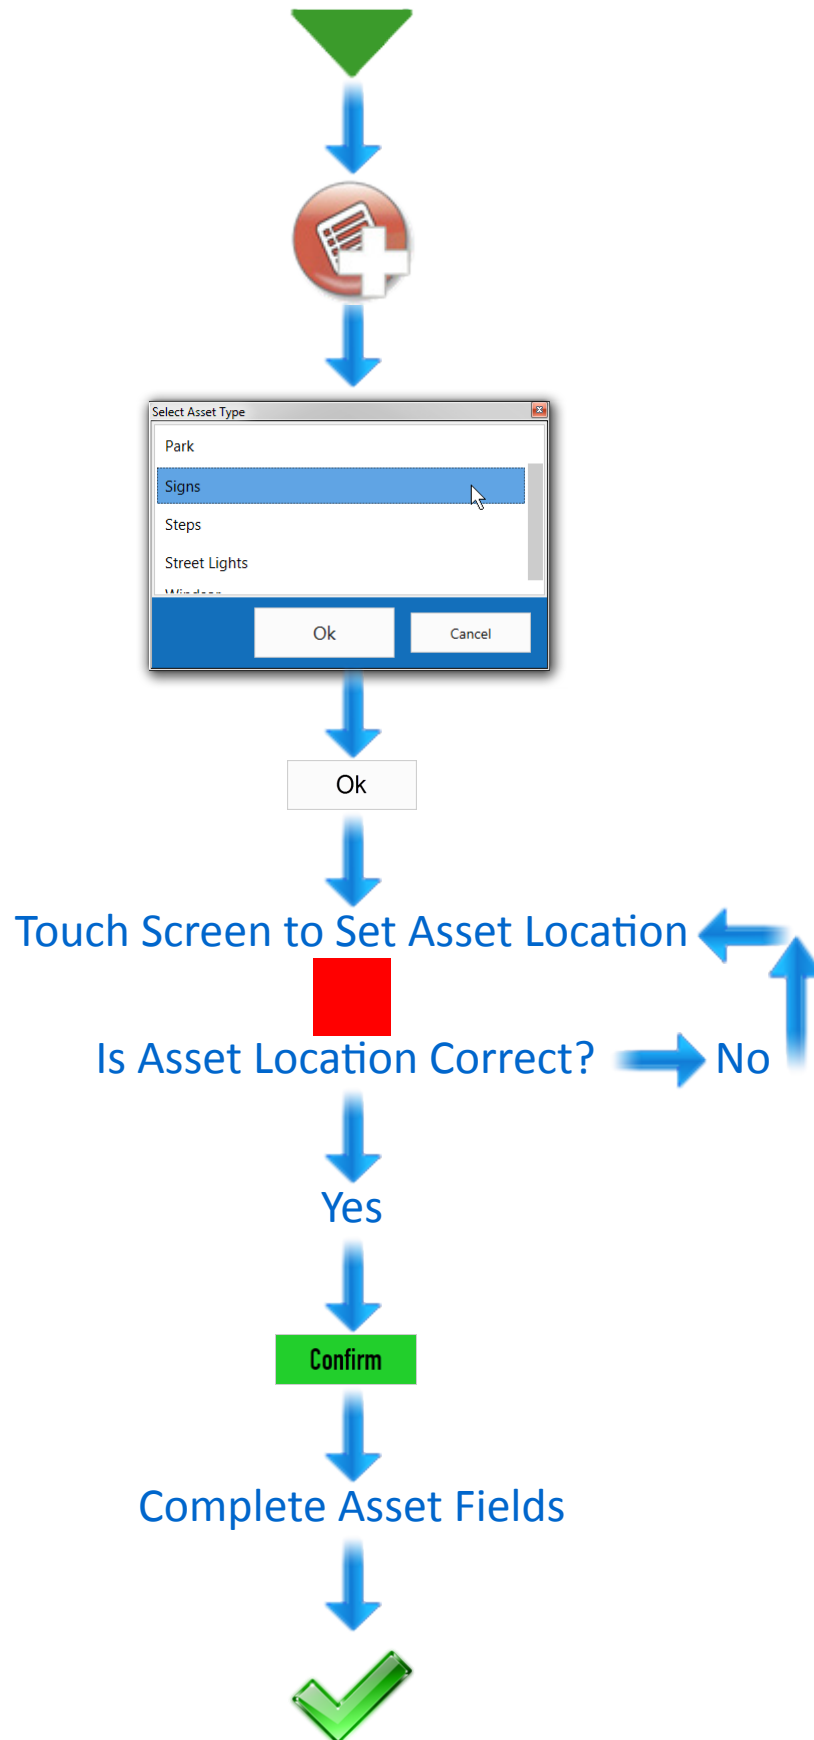 Select Asset Type
Park
Signs
Steps
Street Lights
Ok
Cancel
Ok
Touch Screen to Set Asset Location
Is Asset Location Correct?
No
Yes
Confirm
Complete Asset Fields